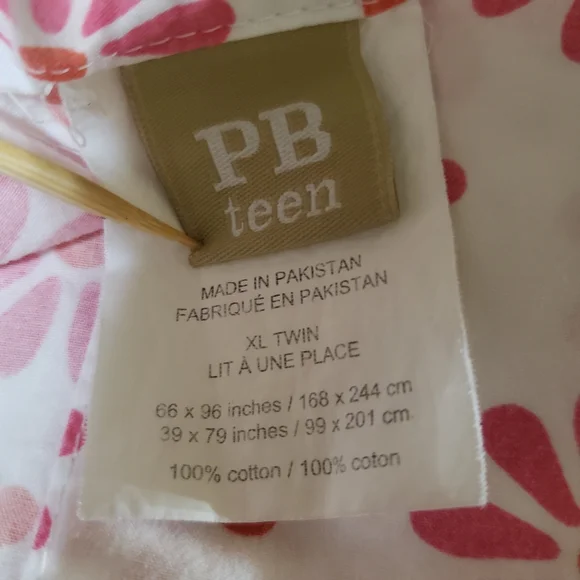 PB
teen
MADE IN PAKISTAN
FABRIQUÉ EN PAKISTAN
XL TWIN
LIT À UNE PLACE
66 x 96 inches / 168 x 244 cm
39 x 79 inches / 99 x 201 cm
100% cotton / 100% coton